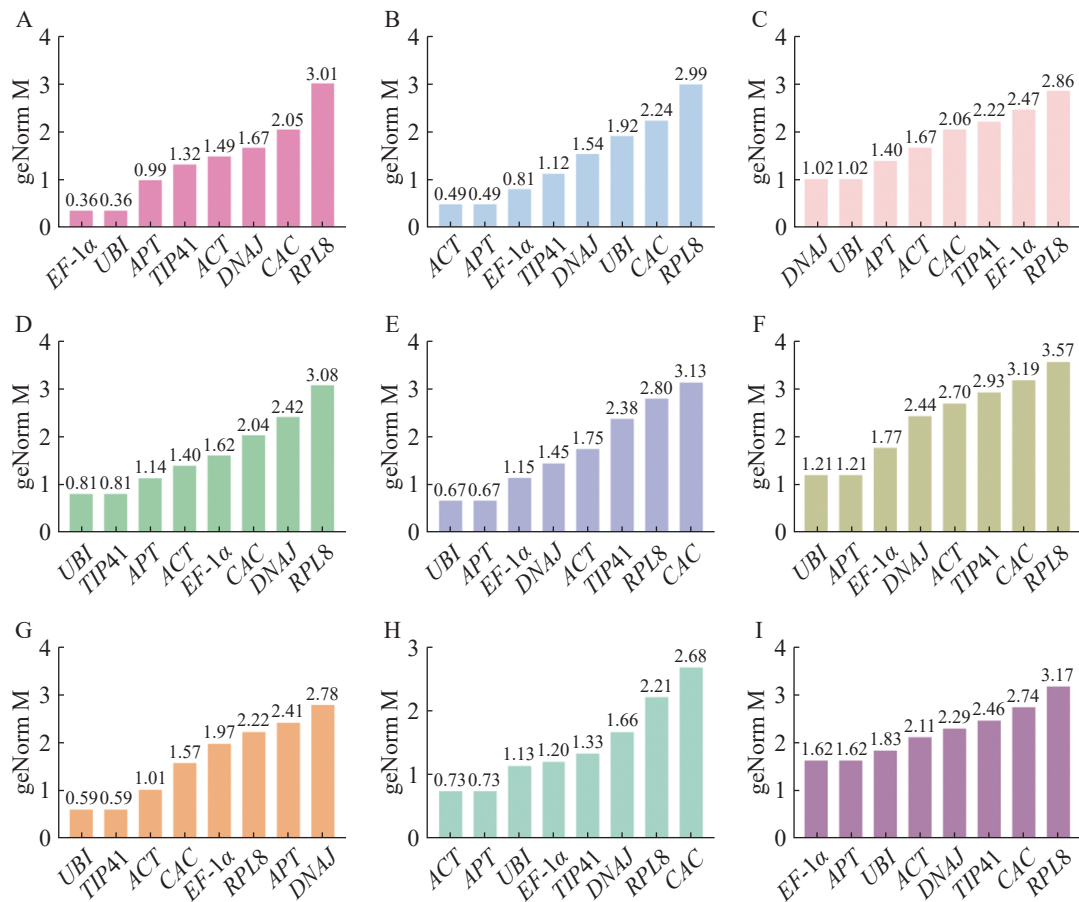 A
geNorm M
4
3
2
1
0
0.36 0.36 0.99 1.32 1.49 1.67 2.05 3.01
EF-1α UBI APT TIP41 ACT DNAJ CAC RPL8
B
geNorm M
4
3
2
1
0
0.49 0.49 0.81 1.12 1.54 1.92 2.24 2.99
ACT APT EF-1α TIP41 DNAJ UBI CAC RPL8
C
geNorm M
4
3
2
1
0
1.02 1.02 1.40 1.67 2.06 2.22 2.47 2.86
DNAJ UBI APT ACT CAC TIP41 EF-1α RPL8
D
geNorm M
4
3
2
1
0
0.81 0.81 1.14 1.40 1.62 2.04 2.42 3.08
UBI TIP41 APT ACT EF-1α CAC DNAJ RPL8
E
geNorm M
4
3
2
1
0
0.67 0.67 1.15 1.45 1.75 2.38 2.80 3.13
UBI APT EF-1α DNAJ ACT TIP41 RPL8 CAC
F
geNorm M
4
3
2
1
0
1.21 1.21 1.77 2.44 2.70 2.93 3.19 3.57
UBI APT EF-1α DNAJ ACT TIP41 CAC RPL8
G
geNorm M
4
3
2
1
0
0.59 0.59 1.01 1.57 1.97 2.22 2.41 2.78
UBI TIP41 ACT CAC EF-1α RPL8 APT DNAJ
H
geNorm M
3
2
1
0
0.73 0.73 1.13 1.20 1.33 1.66 2.21 2.68
ACT APT UBI EF-1α TIP41 DNAJ RPL8 CAC
I
geNorm M
4
3
2
1
0
1.62 1.62 1.83 2.11 2.29 2.46 2.74 3.17
EF-1α APT UBI ACT DNAJ TIP41 CAC RPL8